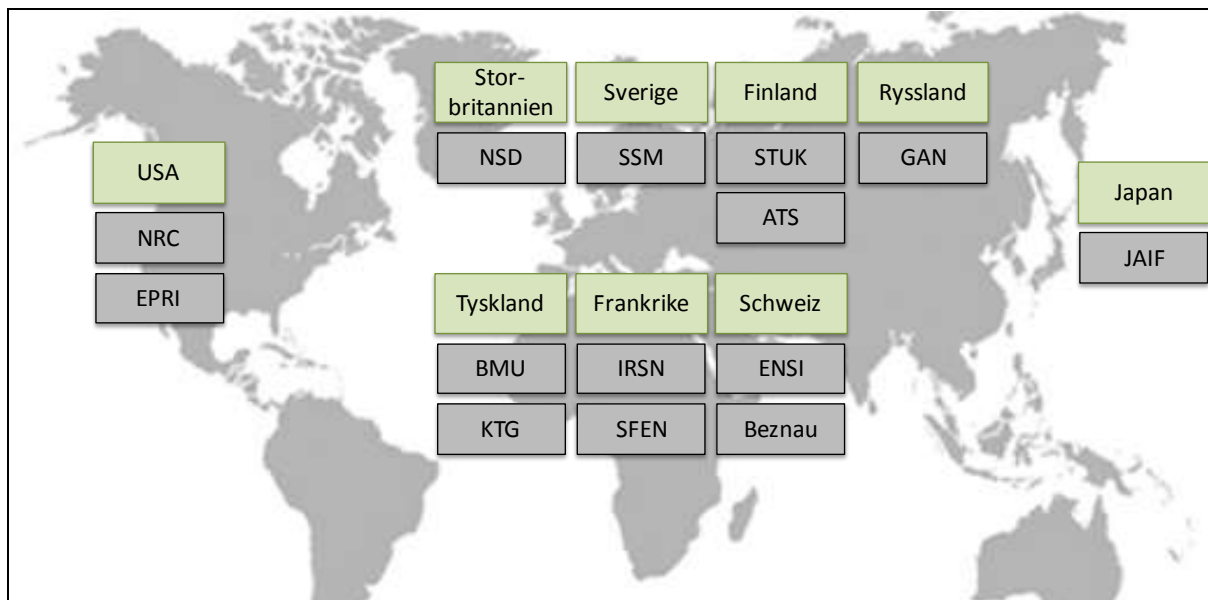 Stor-
britannien
Sverige
Finland
Ryssland
NSD
SSM
STUK
GAN
ATS
USA
NRC
EPRI
Japan
JAIF
Tyskland
Frankrike
Schweiz
BMU
IRSN
ENSI
KTG
SFEN
Beznau